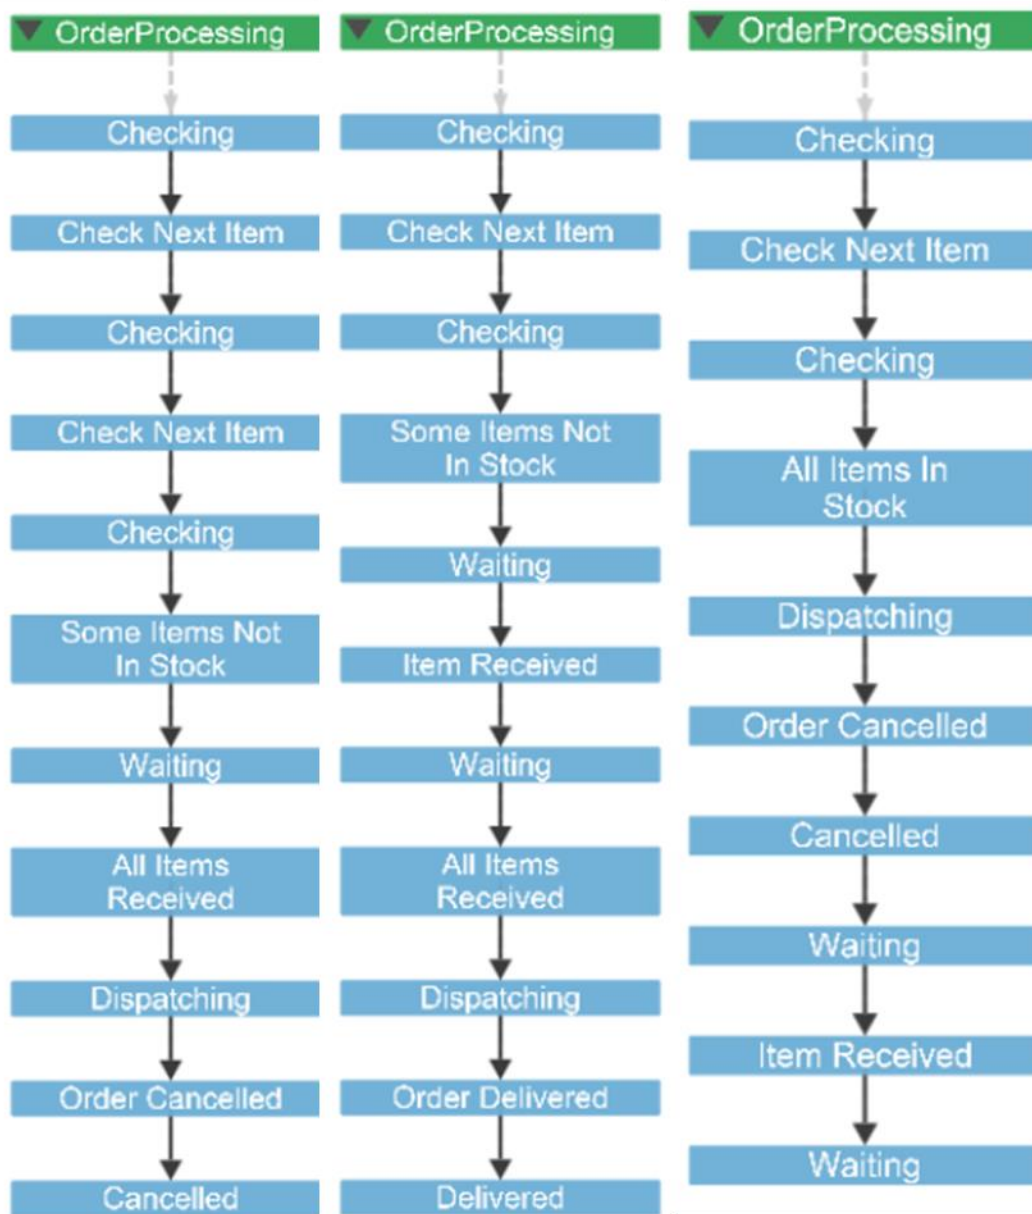 OrderProcessing
Checking
Check Next Item
Checking
Check Next Item
Checking
Some Items Not
In Stock
Waiting
All Items
Received
Dispatching
Order Cancelled
Cancelled
OrderProcessing
Checking
Check Next Item
Checking
Some Items Not
In Stock
Waiting
Item Received
Waiting
All Items
Received
Dispatching
Order Delivered
Delivered
OrderProcessing
Checking
Check Next Item
Checking
All Items In
Stock
Dispatching
Order Cancelled
Cancelled
Waiting
Item Received
Waiting